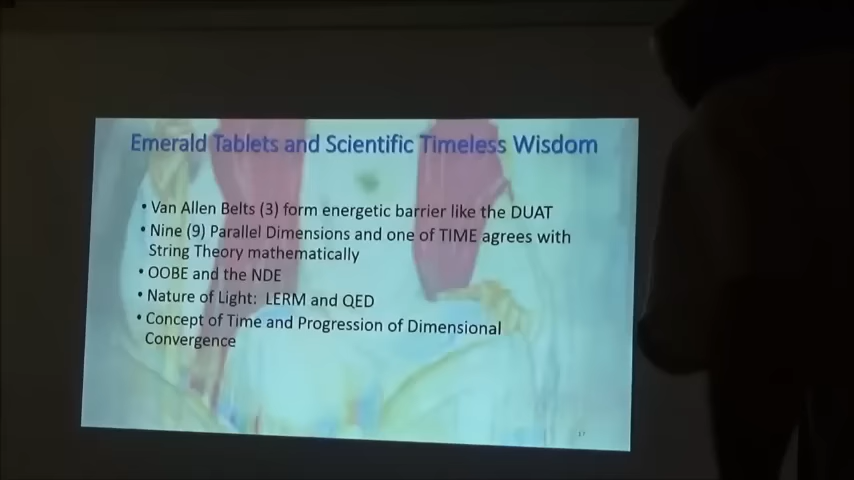 Emerald Tablets and Scientific Timeless Wisdom
• Van Allen Belts (3) form energetic barrier like the DUAT
• Nine (9) Parallel Dimensions and one of TIME agrees with
String Theory mathematically
• OOBE and the NDE
• Nature of Light: LERM and QED
• Concept of Time and Progression of Dimensional
Convergence
17